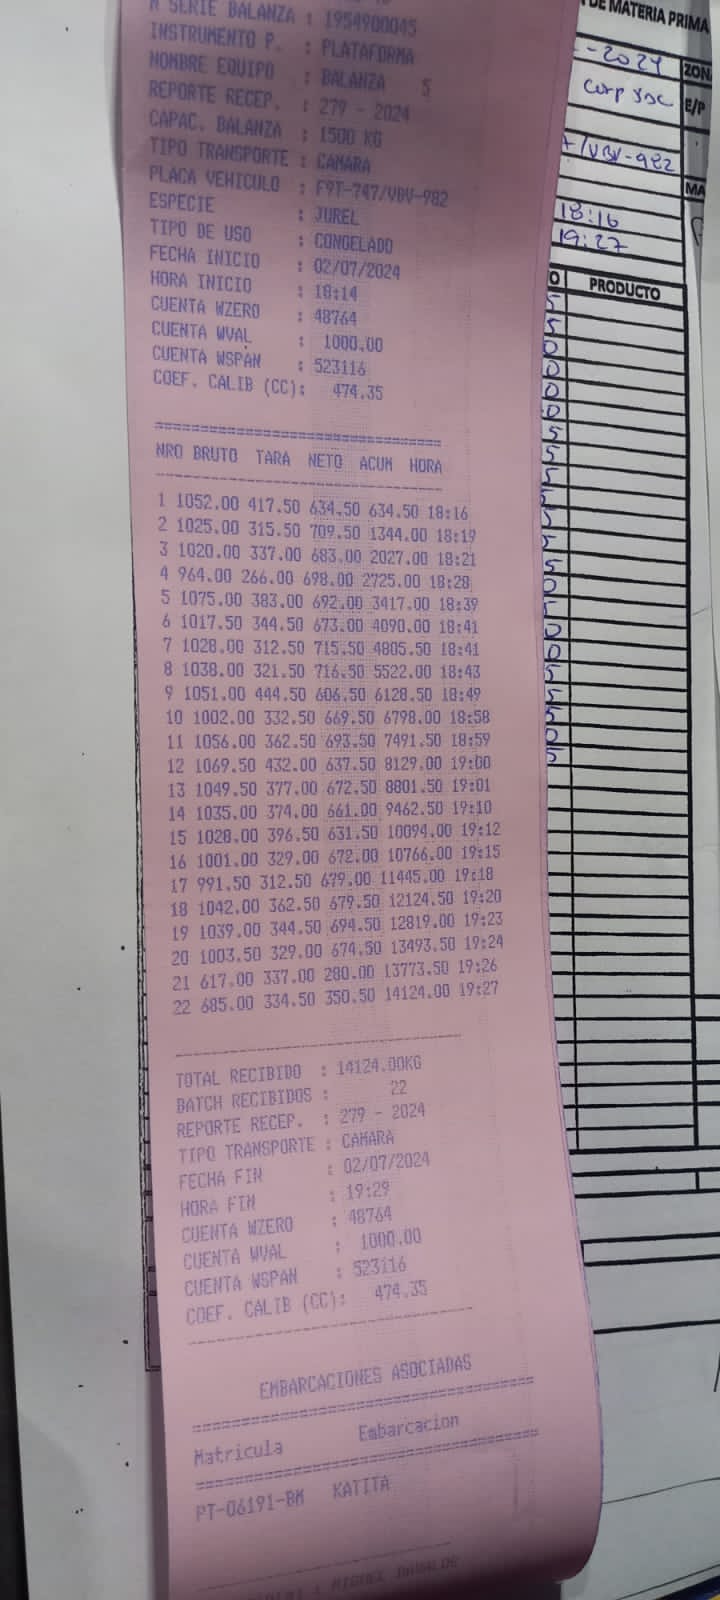 N SERIE BALANZA : 1954900045
INSTRUMENTO P. : PLATAFORMA
NOMBRE EQUIPO : BALANZA 5
REPORTE RECEP. : 279 - 2024
CAPAC. BALANZA : 1500 KG
TIPO TRANSPORTE : CAMARA
PLACA VEHICULO : F9T-747/VBV-982
ESPECIE : JUREL
TIPO DE USO : CONGELADO
FECHA INICIO : 02/07/2024
HORA INICIO : 18:14
CUENTA WZERO : 48764
CUENTA WVAL : 1000.00
CUENTA WSPAN : 523116
COEF. CALIB (CC): 474.35
NRO BRUTO TARA NETO ACUM HORA
1 1052.00 417.50 634.50 634.50 18:16
2 1025.00 315.50 709.50 1344.00 18:19
3 1020.00 337.00 683.00 2027.00 18:21
4 964.00 266.00 698.00 2725.00 18:28
5 1075.00 383.00 692.00 3417.00 18:39
6 1017.50 344.50 673.00 4090.00 18:41
7 1028.00 312.50 715.50 4805.50 18:41
8 1038.00 321.50 716.50 5522.00 18:43
9 1051.00 444.50 606.50 6128.50 18:49
10 1002.00 332.50 669.50 6798.00 18:58
11 1056.00 362.50 693.50 7491.50 18:59
12 1069.50 432.00 637.50 8129.00 19:00
13 1049.50 377.00 672.50 8801.50 19:01
14 1035.00 374.00 661.00 9462.50 19:10
15 1028.00 396.50 631.50 10094.00 19:12
16 1001.00 329.00 672.00 10766.00 19:15
17 991.50 312.50 679.00 11445.00 19:18
18 1042.00 362.50 679.50 12124.50 19:20
19 1039.00 344.50 694.50 12819.00 19:23
20 1003.50 329.00 674.50 13493.50 19:24
21 617.00 337.00 280.00 13773.50 19:26
22 685.00 334.50 350.50 14124.00 19:27
TOTAL RECIBIDO : 14124.00KG
BATCH RECIBIDOS : 22
REPORTE RECEP. : 279 - 2024
TIPO TRANSPORTE : CAMARA
FECHA FIN : 02/07/2024
HORA FIN : 19:29
CUENTA WZERO : 48764
CUENTA WVAL : 1000.00
CUENTA WSPAN : 523116
COEF. CALIB (CC): 474.35
EMBARCACIONES ASOCIADAS
Matricula Embarcacion
PT-06191-BM KATITA
DE MATERIA PRIMA
-2024 ZON
Corp E/P
/VBV-982
MA
18:16
19:27
O PRODUCTO